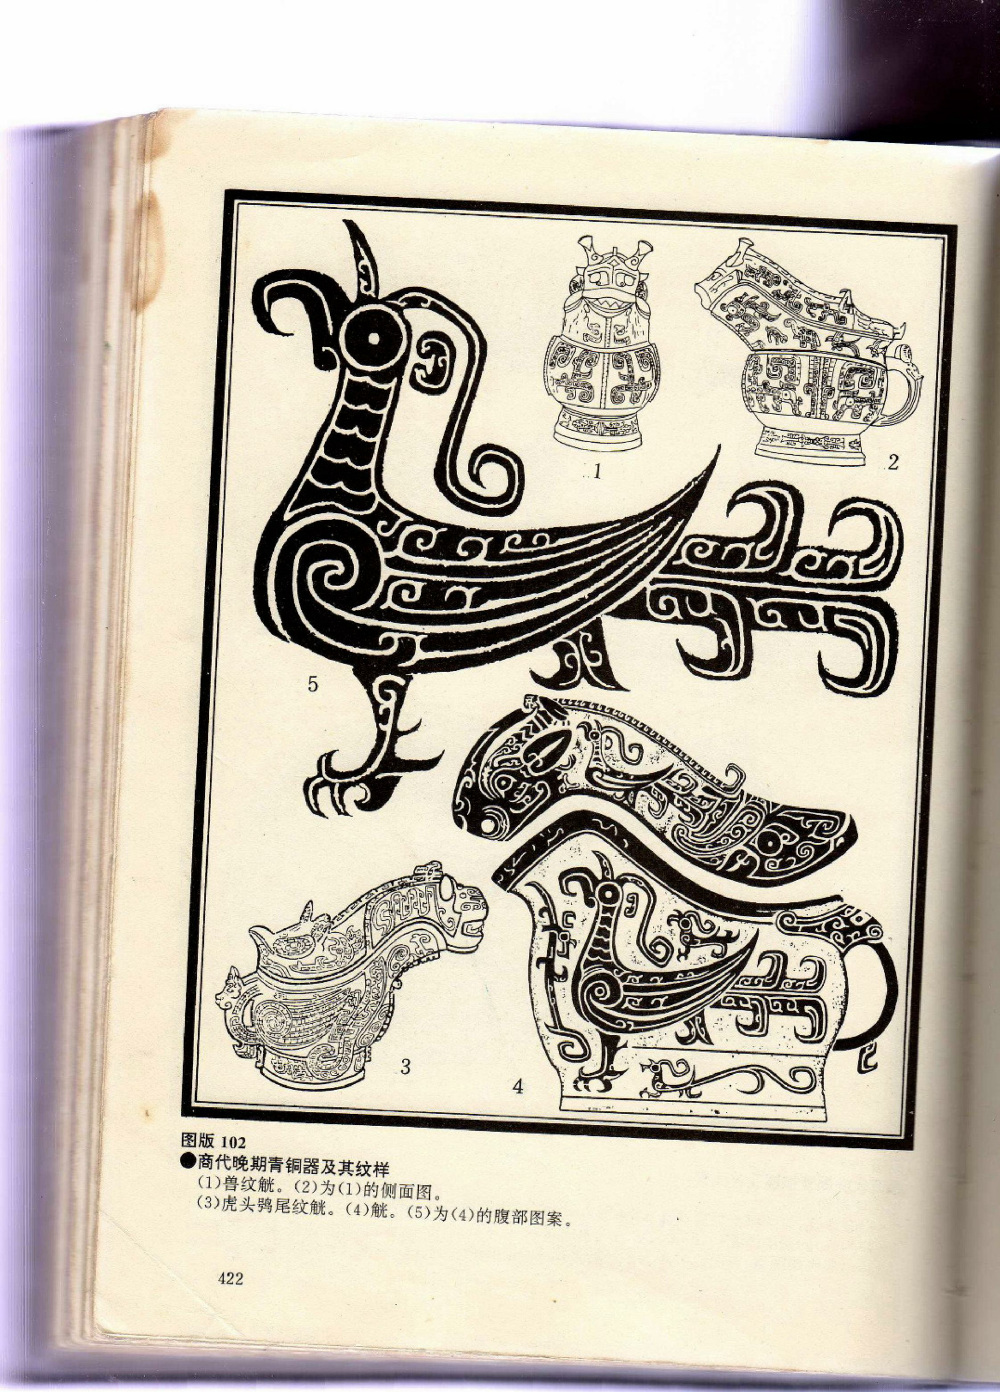 1
2
5
3
4
图版 102
●商代晚期青铜器及其纹样
(1)兽纹觥。(2)为(1)的侧面图。
(3)虎头鸮尾纹觥。(4)觥。(5)为(4)的腹部图案。
422